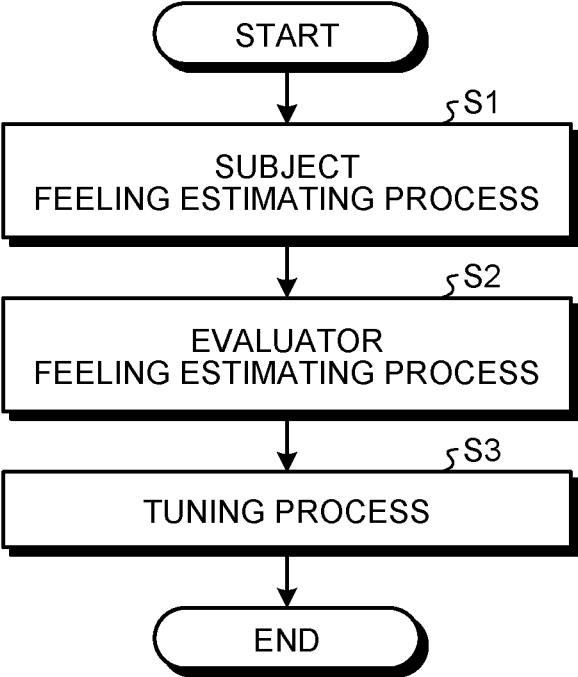 START
S1
SUBJECT
FEELING ESTIMATING PROCESS
S2
EVALUATOR
FEELING ESTIMATING PROCESS
S3
TUNING PROCESS
END